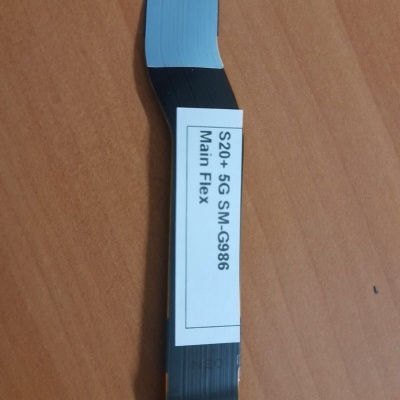 S20+ 5G SM-G986
Main Flex